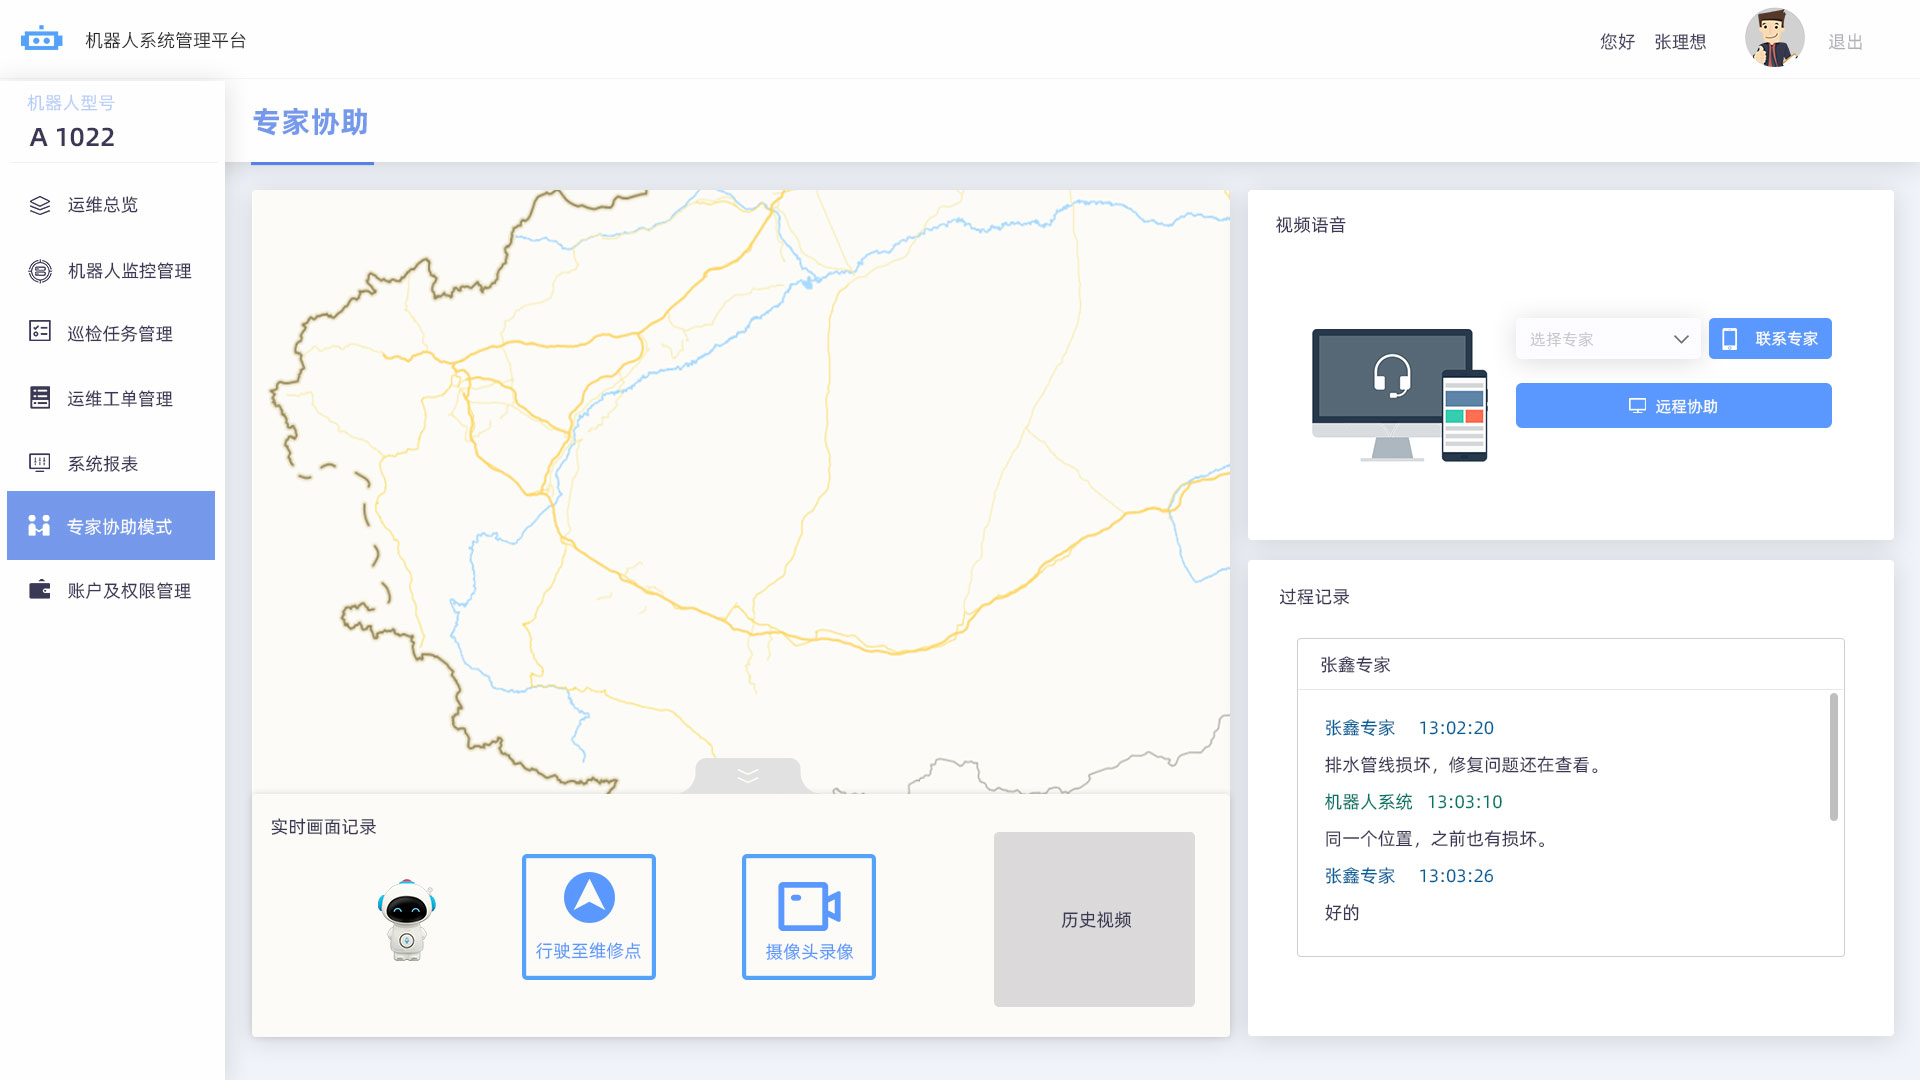 机器人系统管理平台
您好 张理想
退出
机器人型号
A 1022
运维总览
机器人监控管理
巡检任务管理
运维工单管理
系统报表
专家协助模式
账户及权限管理
专家协助
实时画面记录
行驶至维修点
摄像头录像
历史视频
视频语音
选择专家
联系专家
远程协助
过程记录
张鑫专家
张鑫专家 13:02:20
排水管线损坏，修复问题还在查看。
机器人系统 13:03:10
同一个位置，之前也有损坏。
张鑫专家 13:03:26
好的